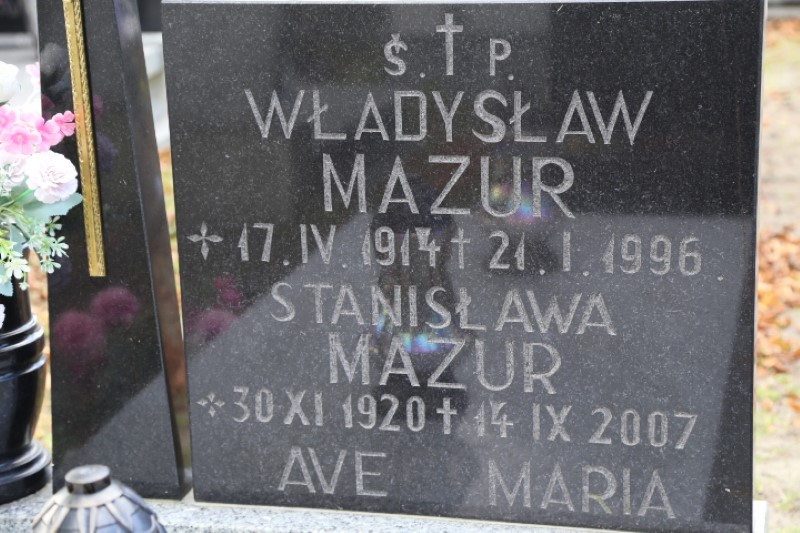 Ś. † P.
WŁADYSŁAW
MAZUR
17. IV. 1914 † 21. I. 1996.
STANISŁAWA
MAZUR
30 XI 1920 † 14 IX 2007
AVE MARIA